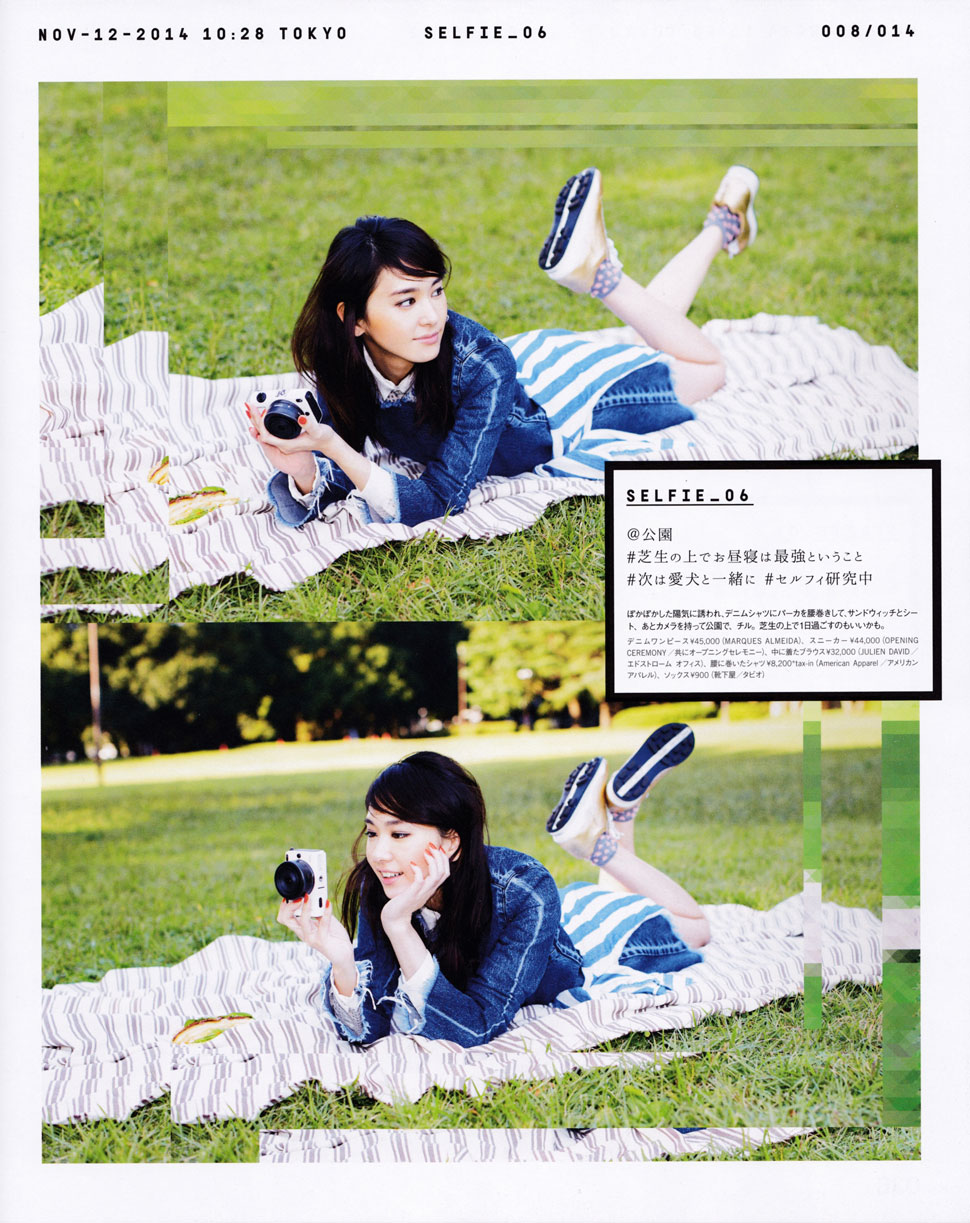 NOV-12-2014 10:28 TOKYO
SELFIE_06
008/014
SELFIE_06
@公園
#芝生の上でお昼寝は最強ということ
#次は愛犬と一緒に #セルフィ研究中
ぽかぽかした陽気に誘われ、デニムシャツにパーカを腰巻きして、サンドウィッチとシー
ト、あとカメラを持って公園で、チル。芝生の上で1日過ごすのもいいかも。
デニムワンピース¥45,000（MARQUES ALMEIDA）、スニーカー¥44,000（OPENING
CEREMONY／共にオープニングセレモニー）、中に着たブラウス¥32,000（JULIEN DAVID／
エドストローム オフィス）、腰に巻いたシャツ¥8,200*tax-in（American Apparel／アメリカン
アパレル）、ソックス¥900（靴下屋／タビオ）